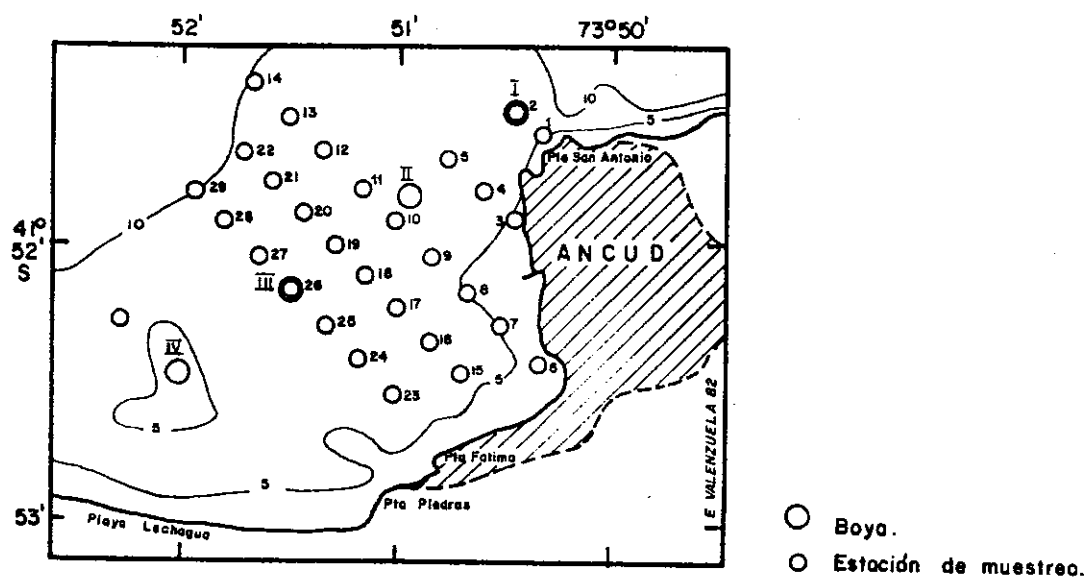 52' 51 73°50'
14
13
10
I
2
1
5
22
12
5
Pta San Antonio
29
21
11
II
4
28
20
10
3
10
41°
52'
S
27
19
9
ANCUD
III
26
18
8
17
7
25
16
IV
24
15
6
23
5
5
5
Pta Fatima
Pta Piedras
53'
Playa Lechagua
E VALENZUELA 82
Boya.
Estación de muestreo.